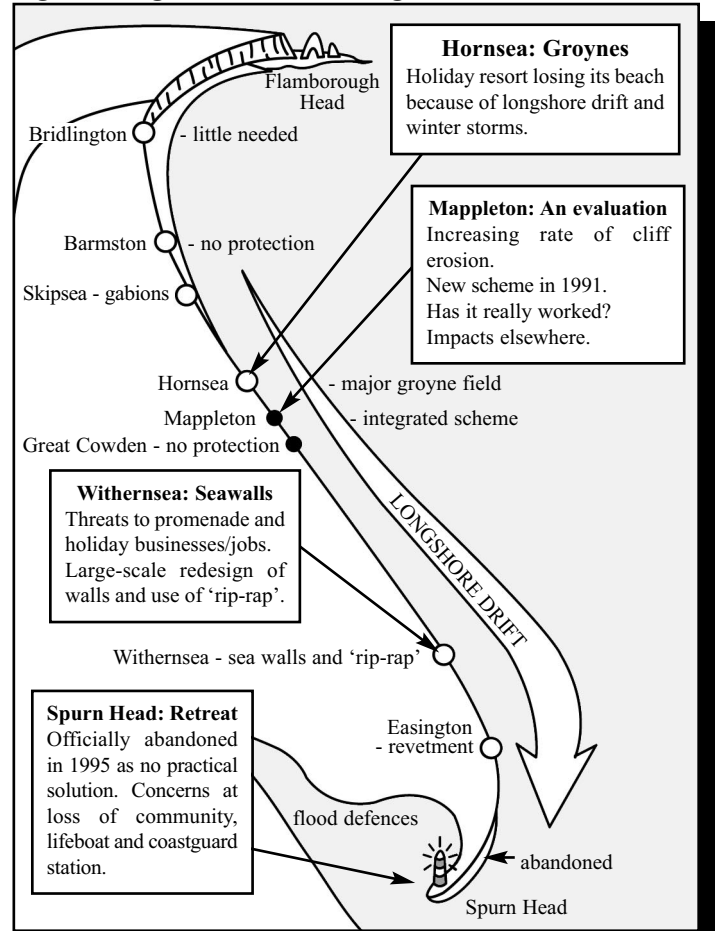 Hornsea: Groynes
Holiday resort losing its beach
because of longshore drift and
winter storms.
Flamborough
Head
Bridlington
- little needed
Mappleton: An evaluation
Increasing rate of cliff
erosion.
New scheme in 1991.
Has it really worked?
Impacts elsewhere.
Barmston
- no protection
Skipsea - gabions
Hornsea
- major groyne field
Mappleton
- integrated scheme
Great Cowden - no protection
Withernsea: Seawalls
Threats to promenade and
holiday businesses/jobs.
Large-scale redesign of
walls and use of ‘rip-rap’.
LONGSHORE DRIFT
Withernsea - sea walls and ‘rip-rap’
Spurn Head: Retreat
Officially abandoned
in 1995 as no practical
solution. Concerns at
loss of community,
lifeboat and coastguard
station.
Easington
- revetment
flood defences
abandoned
Spurn Head